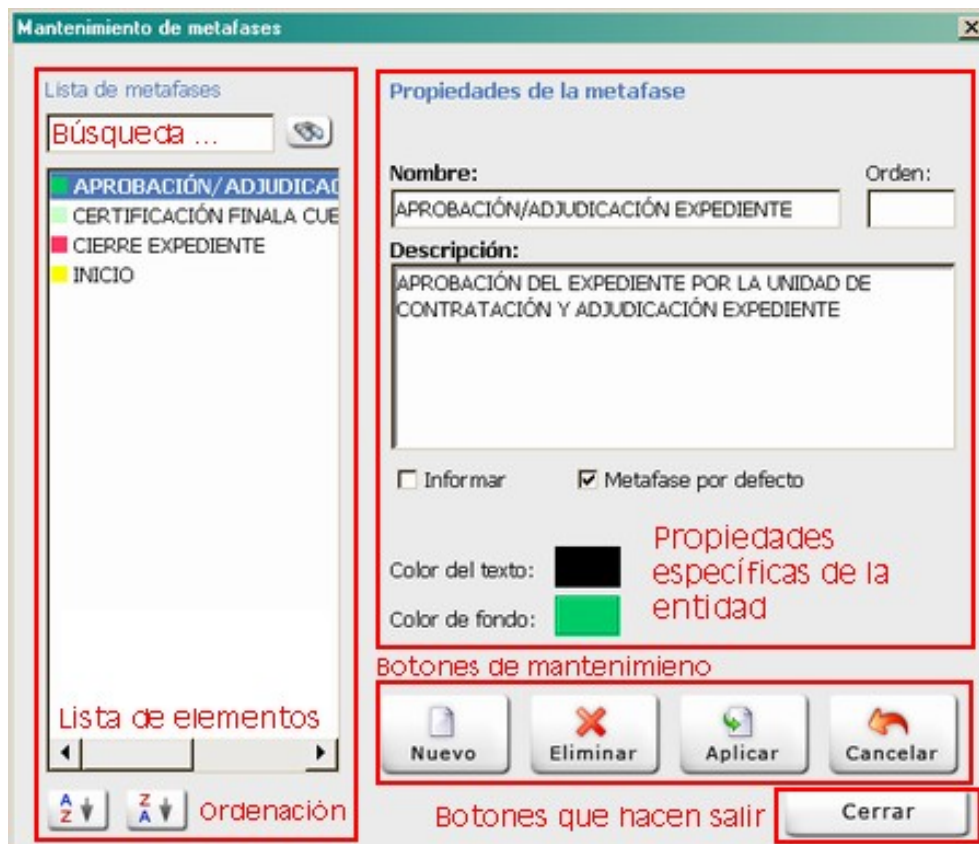 Mantenimiento de metafases
Lista de metafases
Búsqueda ...
APROBACIÓN/ADJUDICAC
CERTIFICACIÓN FINALA CUE
CIERRE EXPEDIENTE
INICIO
Lista de elementos
A
Z
Z
A
Ordenación
Propiedades de la metafase
Nombre:
Orden:
APROBACIÓN/ADJUDICACIÓN EXPEDIENTE
Descripción:
APROBACIÓN DEL EXPEDIENTE POR LA UNIDAD DE
CONTRATACIÓN Y ADJUDICACIÓN EXPEDIENTE
Informar
Metafase por defecto
Color del texto:
Color de fondo:
Propiedades
específicas de la
entidad
Botones de mantenimieno
Nuevo
Eliminar
Aplicar
Cancelar
Botones que hacen salir
Cerrar